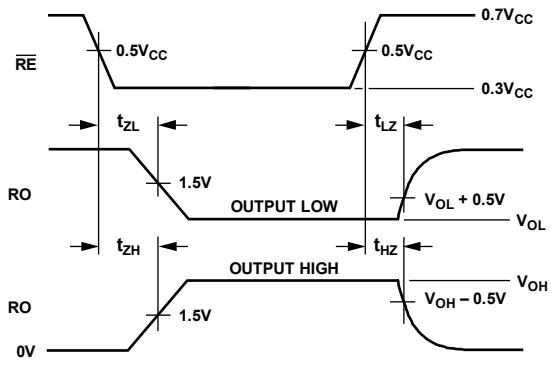 0.7VCC
RE
0.5VCC
0.5VCC
0.3VCC
tZL
tLZ
RO
1.5V
OUTPUT LOW
VOL + 0.5V
VOL
tZH
tHZ
OUTPUT HIGH
VOH
RO
1.5V
VOH – 0.5V
0V